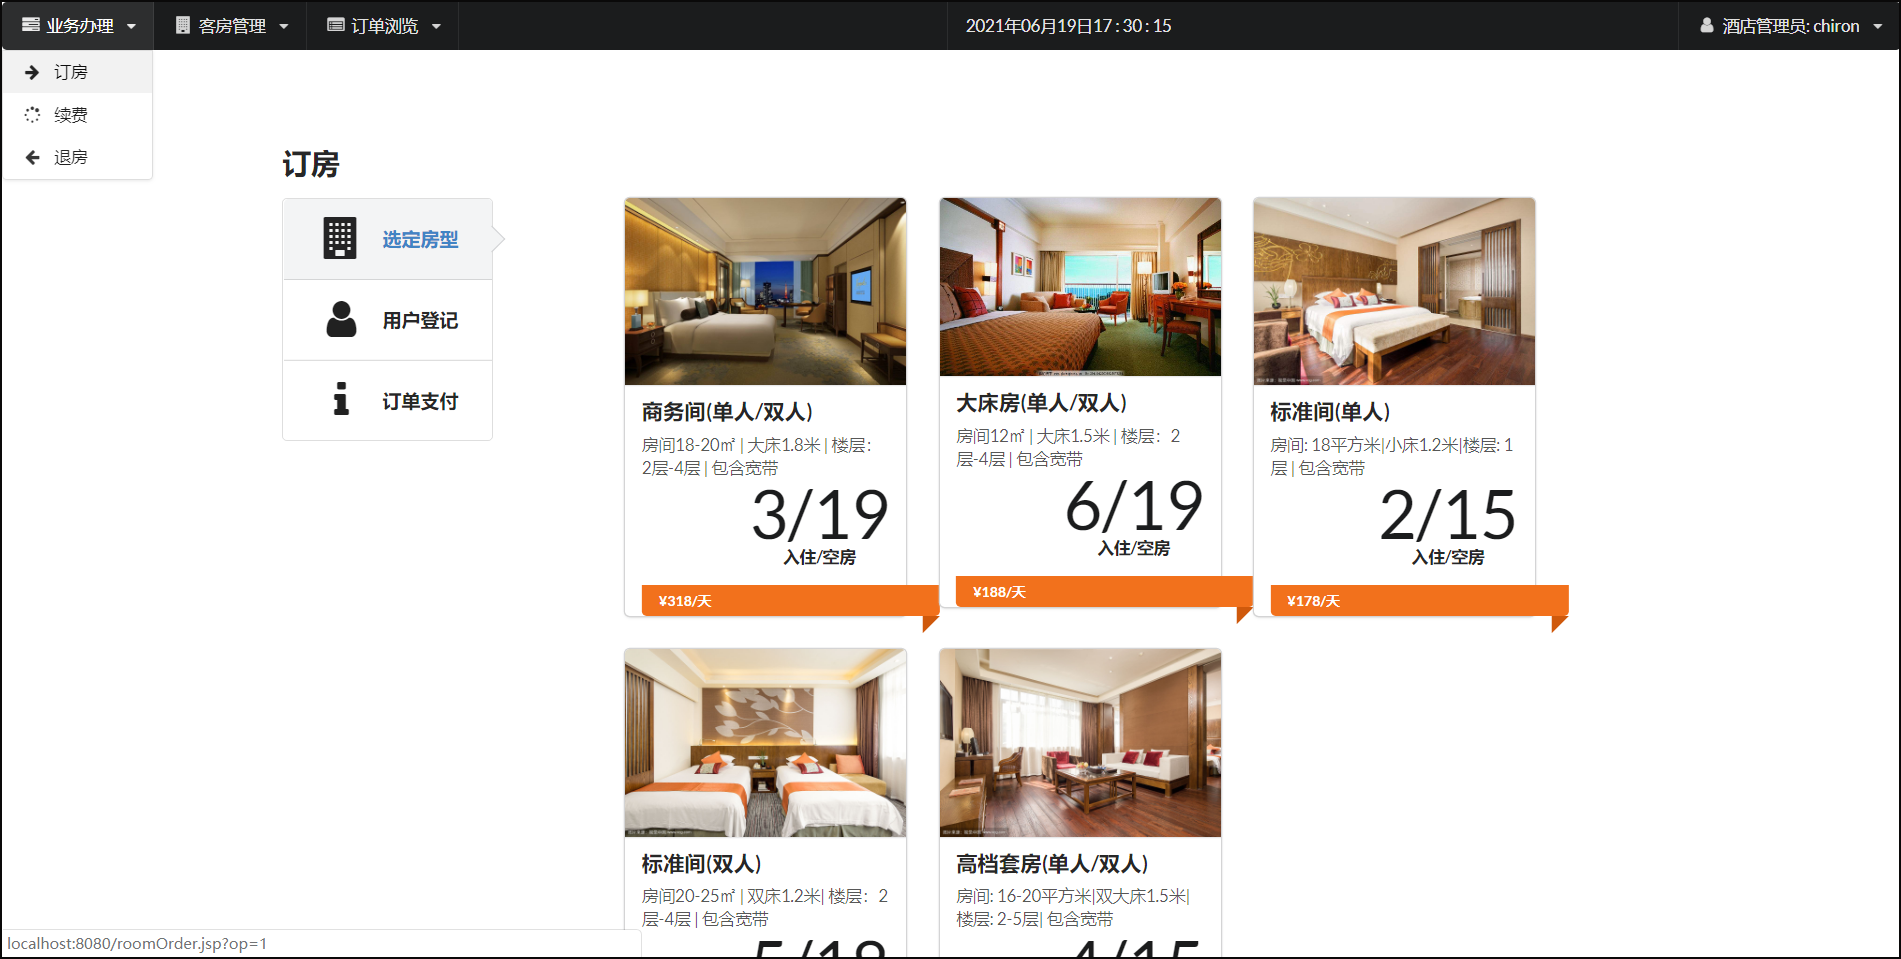 业务办理
客房管理
订单浏览
2021年06月19日17 : 30 : 15
酒店管理员: chiron
订房
续费
退房
订房
选定房型
用户登记
订单支付
商务间(单人/双人)
房间18-20㎡ | 大床1.8米 | 楼层：
2层-4层 | 包含宽带
3/19
入住/空房
¥318/天
大床房(单人/双人)
房间12㎡ | 大床1.5米 | 楼层：2
层-4层 | 包含宽带
6/19
入住/空房
¥188/天
标准间(单人)
房间: 18平方米|小床1.2米|楼层: 1
层 | 包含宽带
2/15
入住/空房
¥178/天
标准间(双人)
房间20-25㎡ | 双床1.2米| 楼层：2
层-4层 | 包含宽带
5/18
高档套房(单人/双人)
房间: 16-20平方米|双大床1.5米|
楼层: 2-5层| 包含宽带
4/15
localhost:8080/roomOrder.jsp?op=1